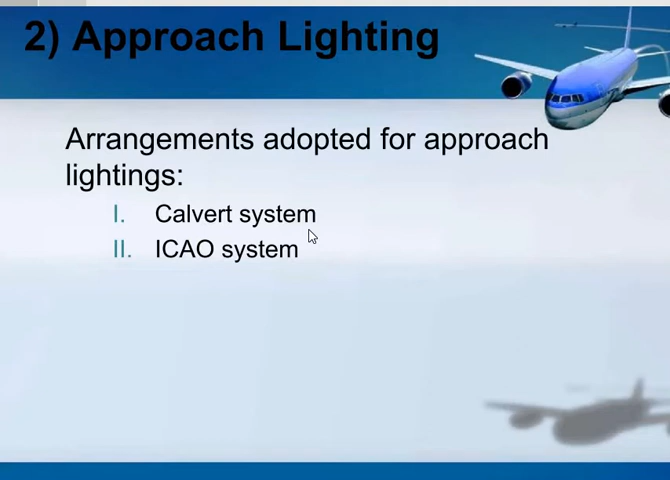 2) Approach Lighting
Arrangements adopted for approach
lightings:
I. Calvert system
II. ICAO system